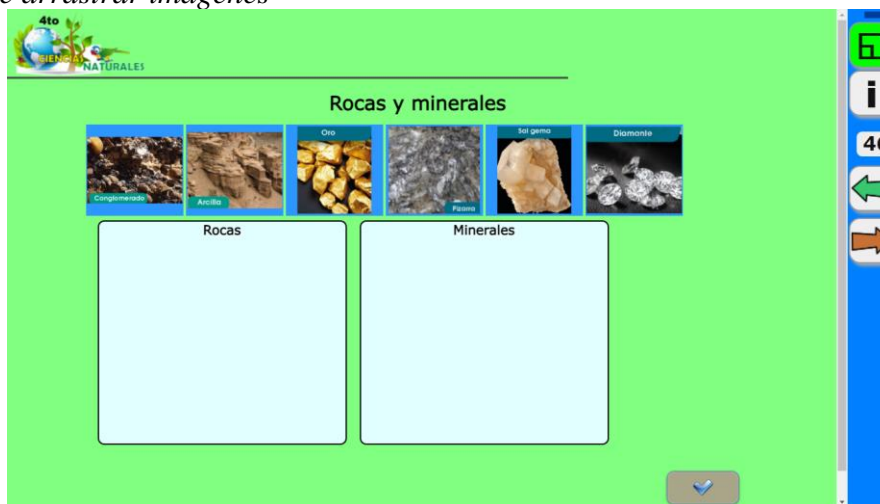 e arrastrar imágenes
4to
CIENCIAS
NATURALES
Rocas y minerales
Conglomerado
Arcilla
Oro
Pizarra
Sal gema
Diamante
Rocas
Minerales
i